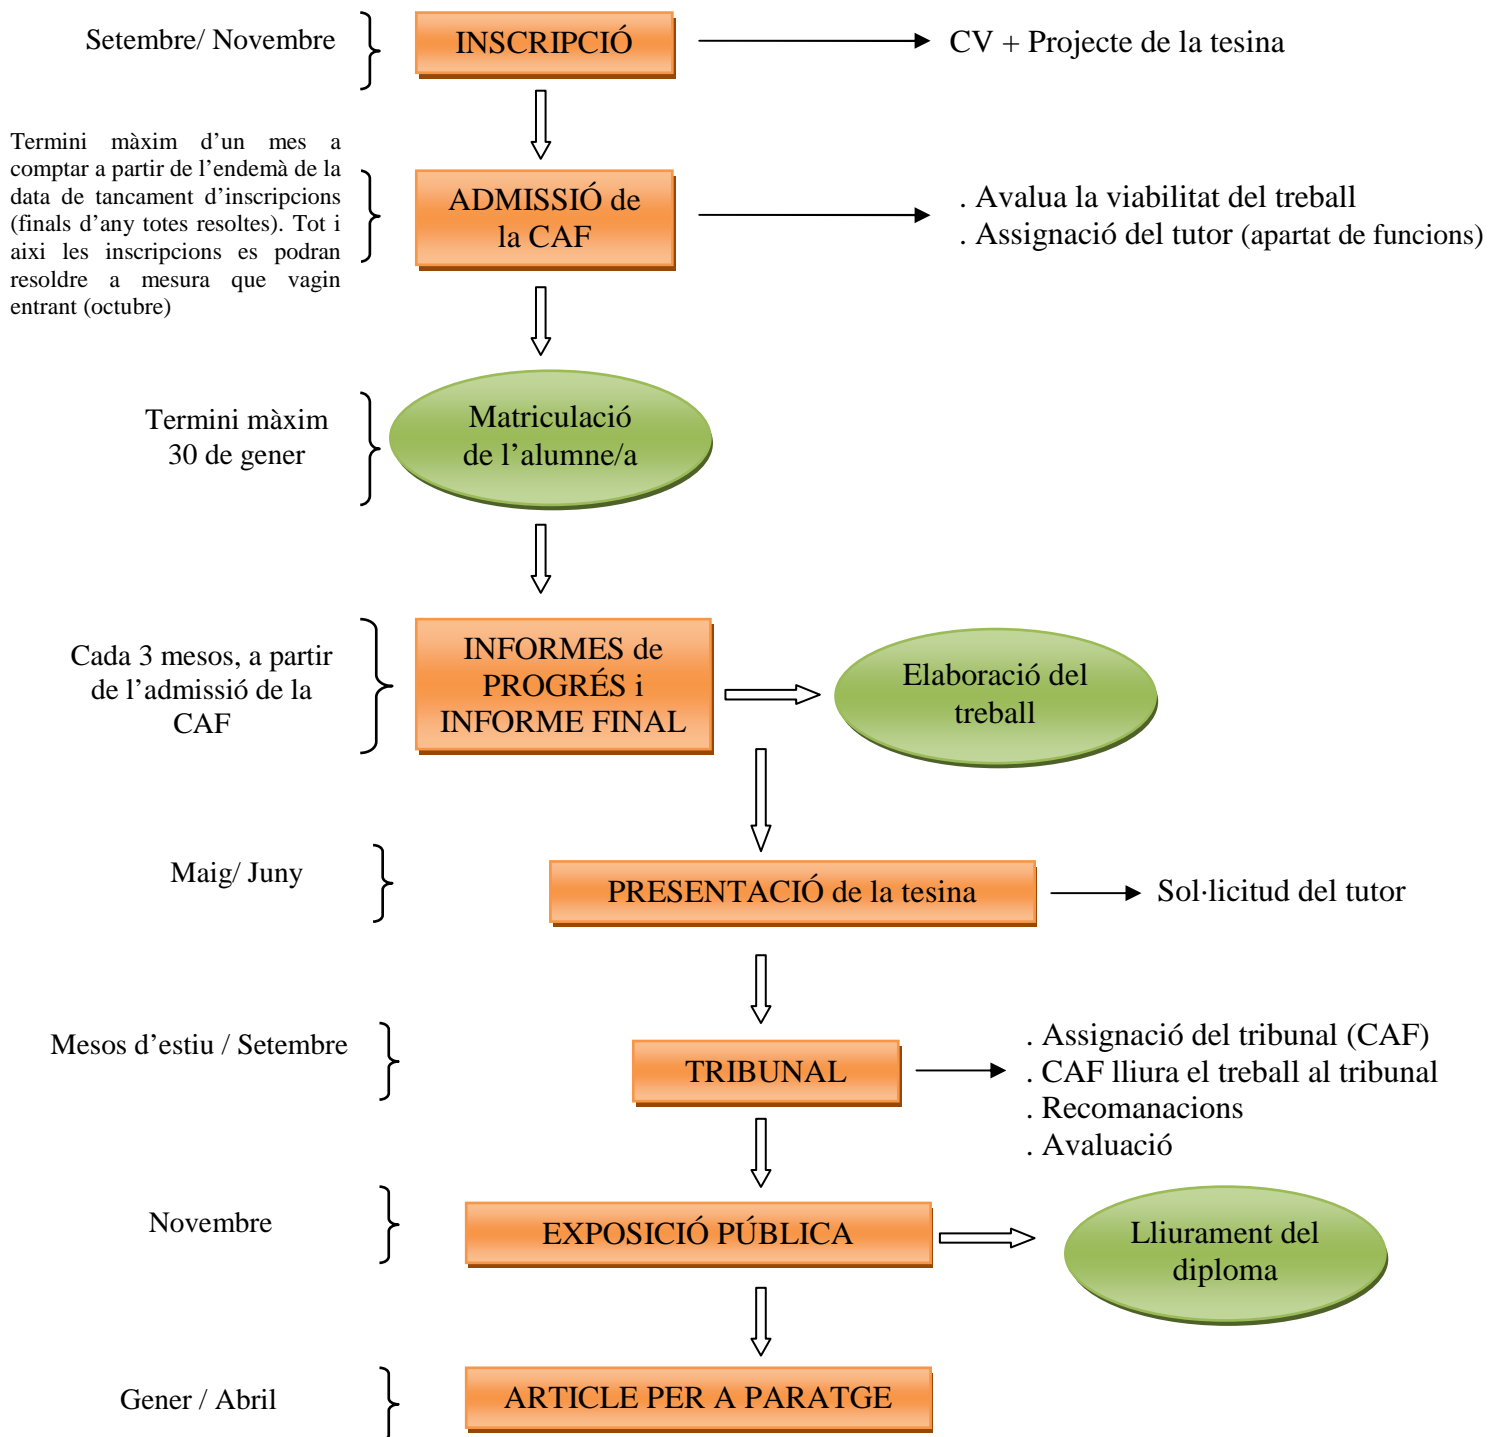 Setembre/ Novembre
INSCRIPCIÓ
CV + Projecte de la tesina
Termini màxim d’un mes a
comptar a partir de l’endemà de la
data de tancament d’inscripcions
(finals d’any totes resoltes). Tot i
aixi les inscripcions es podran
resoldre a mesura que vagin
entrant (octubre)
ADMISSIÓ de
la CAF
. Avalua la viabilitat del treball
. Assignació del tutor (apartat de funcions)
Termini màxim
30 de gener
Matriculació
de l’alumne/a
Cada 3 mesos, a partir
de l’admissió de la
CAF
INFORMES de
PROGRÉS i
INFORME FINAL
Elaboració del
treball
Maig/ Juny
PRESENTACIÓ de la tesina
Sol·licitud del tutor
Mesos d’estiu / Setembre
TRIBUNAL
. Assignació del tribunal (CAF)
. CAF lliura el treball al tribunal
. Recomanacions
. Avaluació
Novembre
EXPOSICIÓ PÚBLICA
Lliurament del
diploma
Gener / Abril
ARTICLE PER A PARATGE